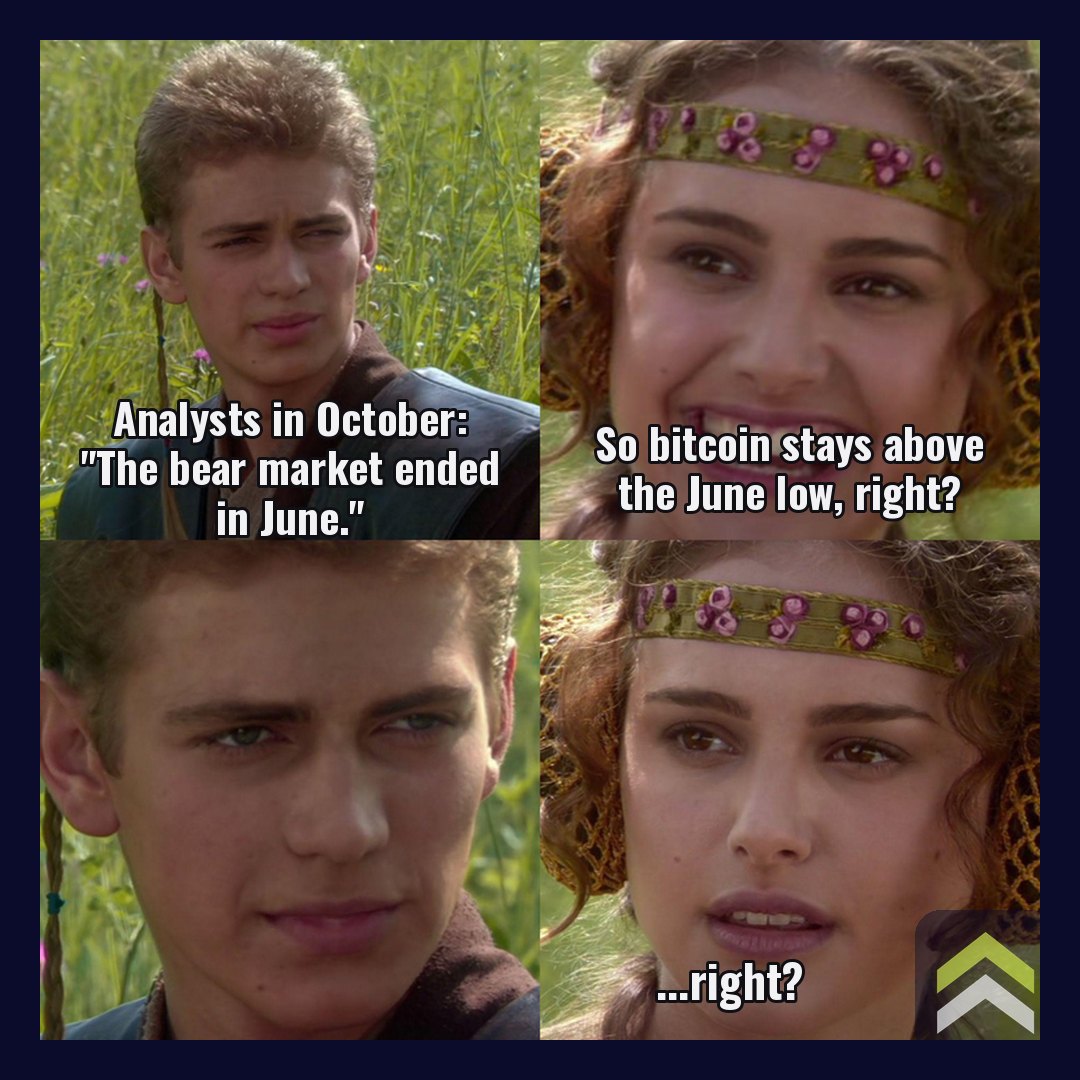 Analysts in October:
"The bear market ended
in June."
So bitcoin stays above
the June low, right?
...right?